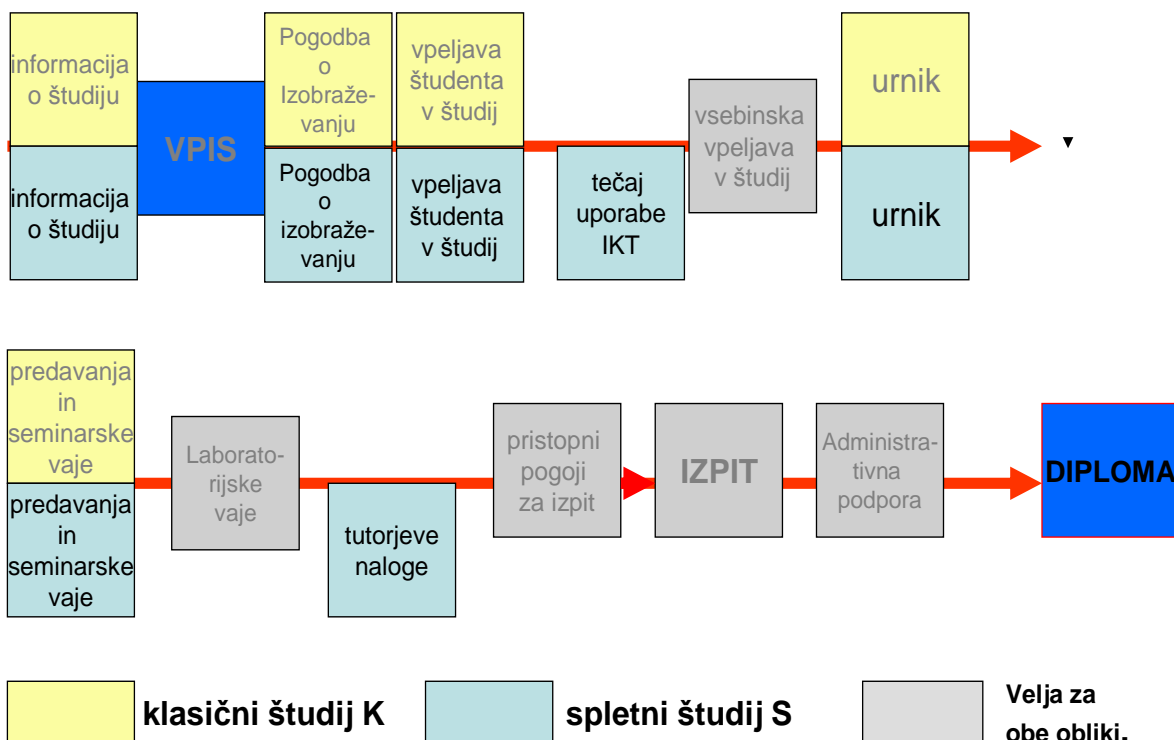 informacija
o študiju
VPIS
Pogodba
o
Izobraže-
vanju
vpeljava
študenta
v študij
vsebinska
vpeljava
v študij
urnik
informacija
o študiju
Pogodba
o
izobraže-
vanju
vpeljava
študenta
v študij
tečaj
uporabe
IKT
urnik
predavanja
in
seminarske
vaje
Laborato-
rijske
vaje
pristopni
pogoji
za izpit
IZPIT
Administra-
tivna
podpora
DIPLOMA
predavanja
in
seminarske
vaje
tutorjeve
naloge
klasični študij K
spletni študij S
Velja za
obe obliki.